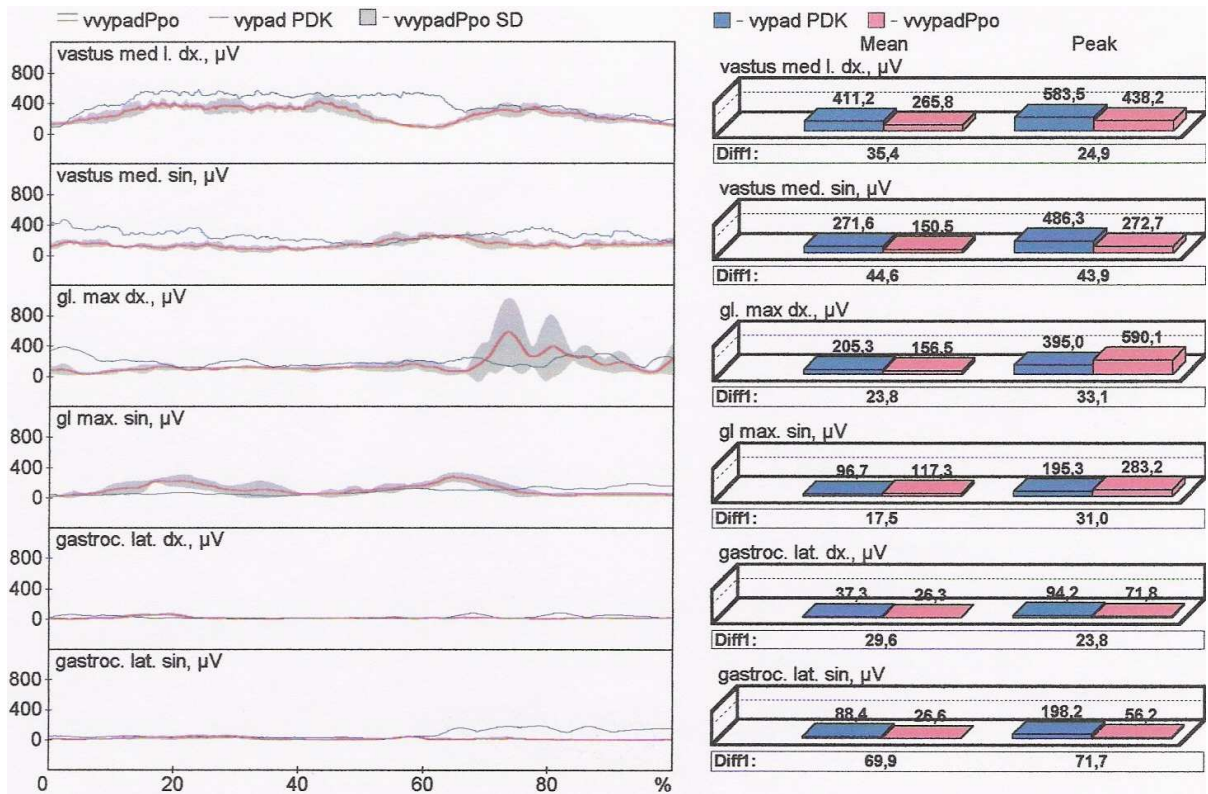 vvypadPpo vypad PDK - vvypadPpo SD
vastus med l. dx., µV
800
400
0
vastus med. sin, µV
800
400
0
gl. max dx., µV
800
400
0
gl max. sin, µV
800
400
0
gastroc. lat. dx., µV
800
400
0
gastroc. lat. sin, µV
800
400
0
0 20 40 60 80 %
- vypad PDK - vvypadPpo
Mean Peak
vastus med l. dx., µV
411,2 265,8 583,5 438,2
Diff1: 35,4 24,9
vastus med. sin, µV
271,6 150,5 486,3 272,7
Diff1: 44,6 43,9
gl. max dx., µV
205,3 156,5 395,0 590,1
Diff1: 23,8 33,1
gl max. sin, µV
96,7 117,3 195,3 283,2
Diff1: 17,5 31,0
gastroc. lat. dx., µV
37,3 26,3 94,2 71,8
Diff1: 29,6 23,8
gastroc. lat. sin, µV
88,4 26,6 198,2 56,2
Diff1: 69,9 71,7